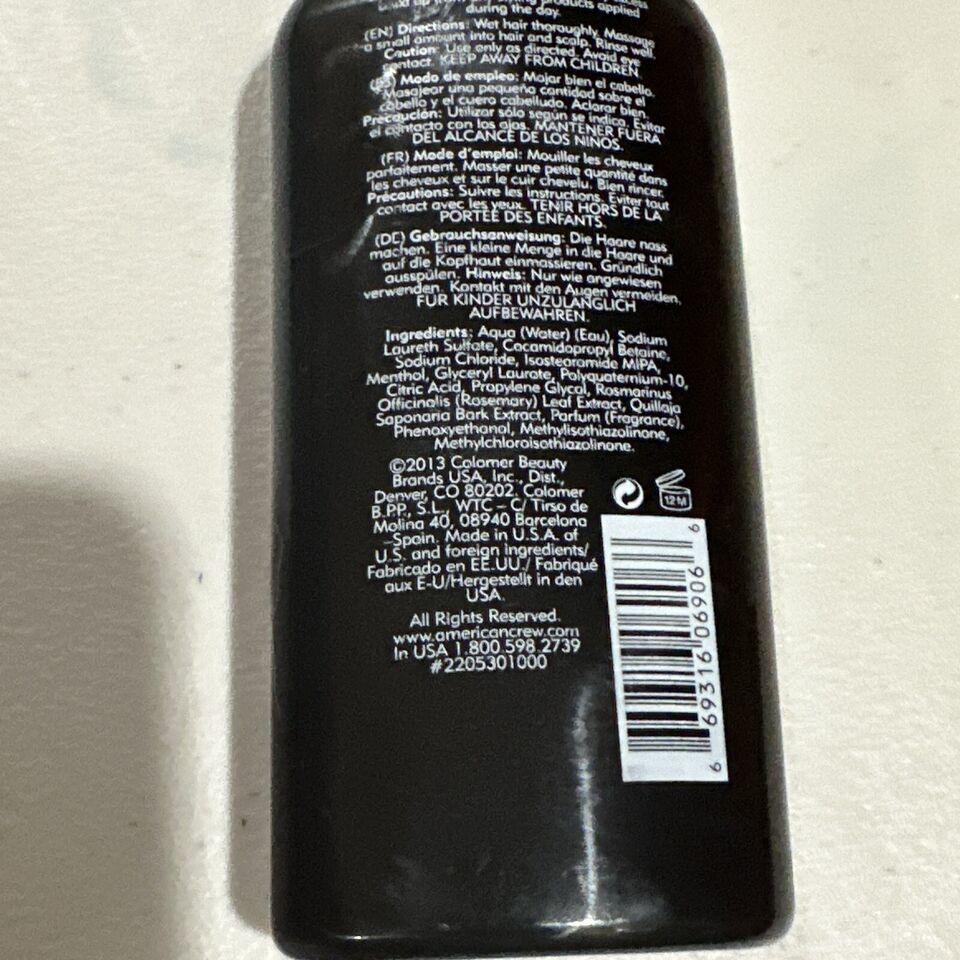 up from any styling products applied
during the day.
(EN) Directions: Wet hair thoroughly. Massage
a small amount into hair and scalp. Rinse well.
Caution: Use only as directed. Avoid eye
contact. KEEP AWAY FROM CHILDREN.
(ES) Modo de empleo: Mojar bien el cabello.
Masajear una pequeña cantidad sobre el
cabello y el cuero cabelludo. Aclarar bien.
Precaución: Utilizar sólo según se indica. Evitar
el contacto con los ojos. MANTENER FUERA
DEL ALCANCE DE LOS NIÑOS.
(FR) Mode d'emploi: Mouiller les cheveux
parfaitement. Masser une petite quantité dans
les cheveux et sur le cuir chevelu. Bien rincer.
Précautions: Suivre les instructions. Eviter tout
contact avec les yeux. TENIR HORS DE LA
PORTÉE DES ENFANTS.
(DE) Gebrauchsanweisung: Die Haare nass
machen. Eine kleine Menge in die Haare und
auf die Kopfhaut einmassieren. Gründlich
ausspülen. Hinweis: Nur wie angewiesen
verwenden. Kontakt mit den Augen vermeiden.
FÜR KINDER UNZULÄNGLICH
AUFBEWAHREN.
Ingredients: Aqua (Water) (Eau), Sodium
Laureth Sulfate, Cocamidopropyl Betaine,
Sodium Chloride, Isostearamide MIPA,
Menthol, Glyceryl Laurate, Polyquaternium-10,
Citric Acid, Propylene Glycol, Rosmarinus
Officinalis (Rosemary) Leaf Extract, Quillaja
Saponaria Bark Extract, Parfum (Fragrance),
Phenoxyethanol, Methylisothiazolinone,
Methylchloroisothiazolinone.
©2013 Colomer Beauty
Brands USA, Inc., Dist.,
Denver, CO 80202. Colomer
B.P.P., S.L., WTC – C/ Tirso de
Molina 40, 08940 Barcelona
–Spain. Made in U.S.A. of
U.S. and foreign ingredients/
Fabricado en EE.UU./ Fabriqué
aux É-U/Hergestellt in den
USA.
All Rights Reserved.
www.americancrew.com
In USA 1.800.598.2739
#2205301000
12 M
6 69316 06906 6